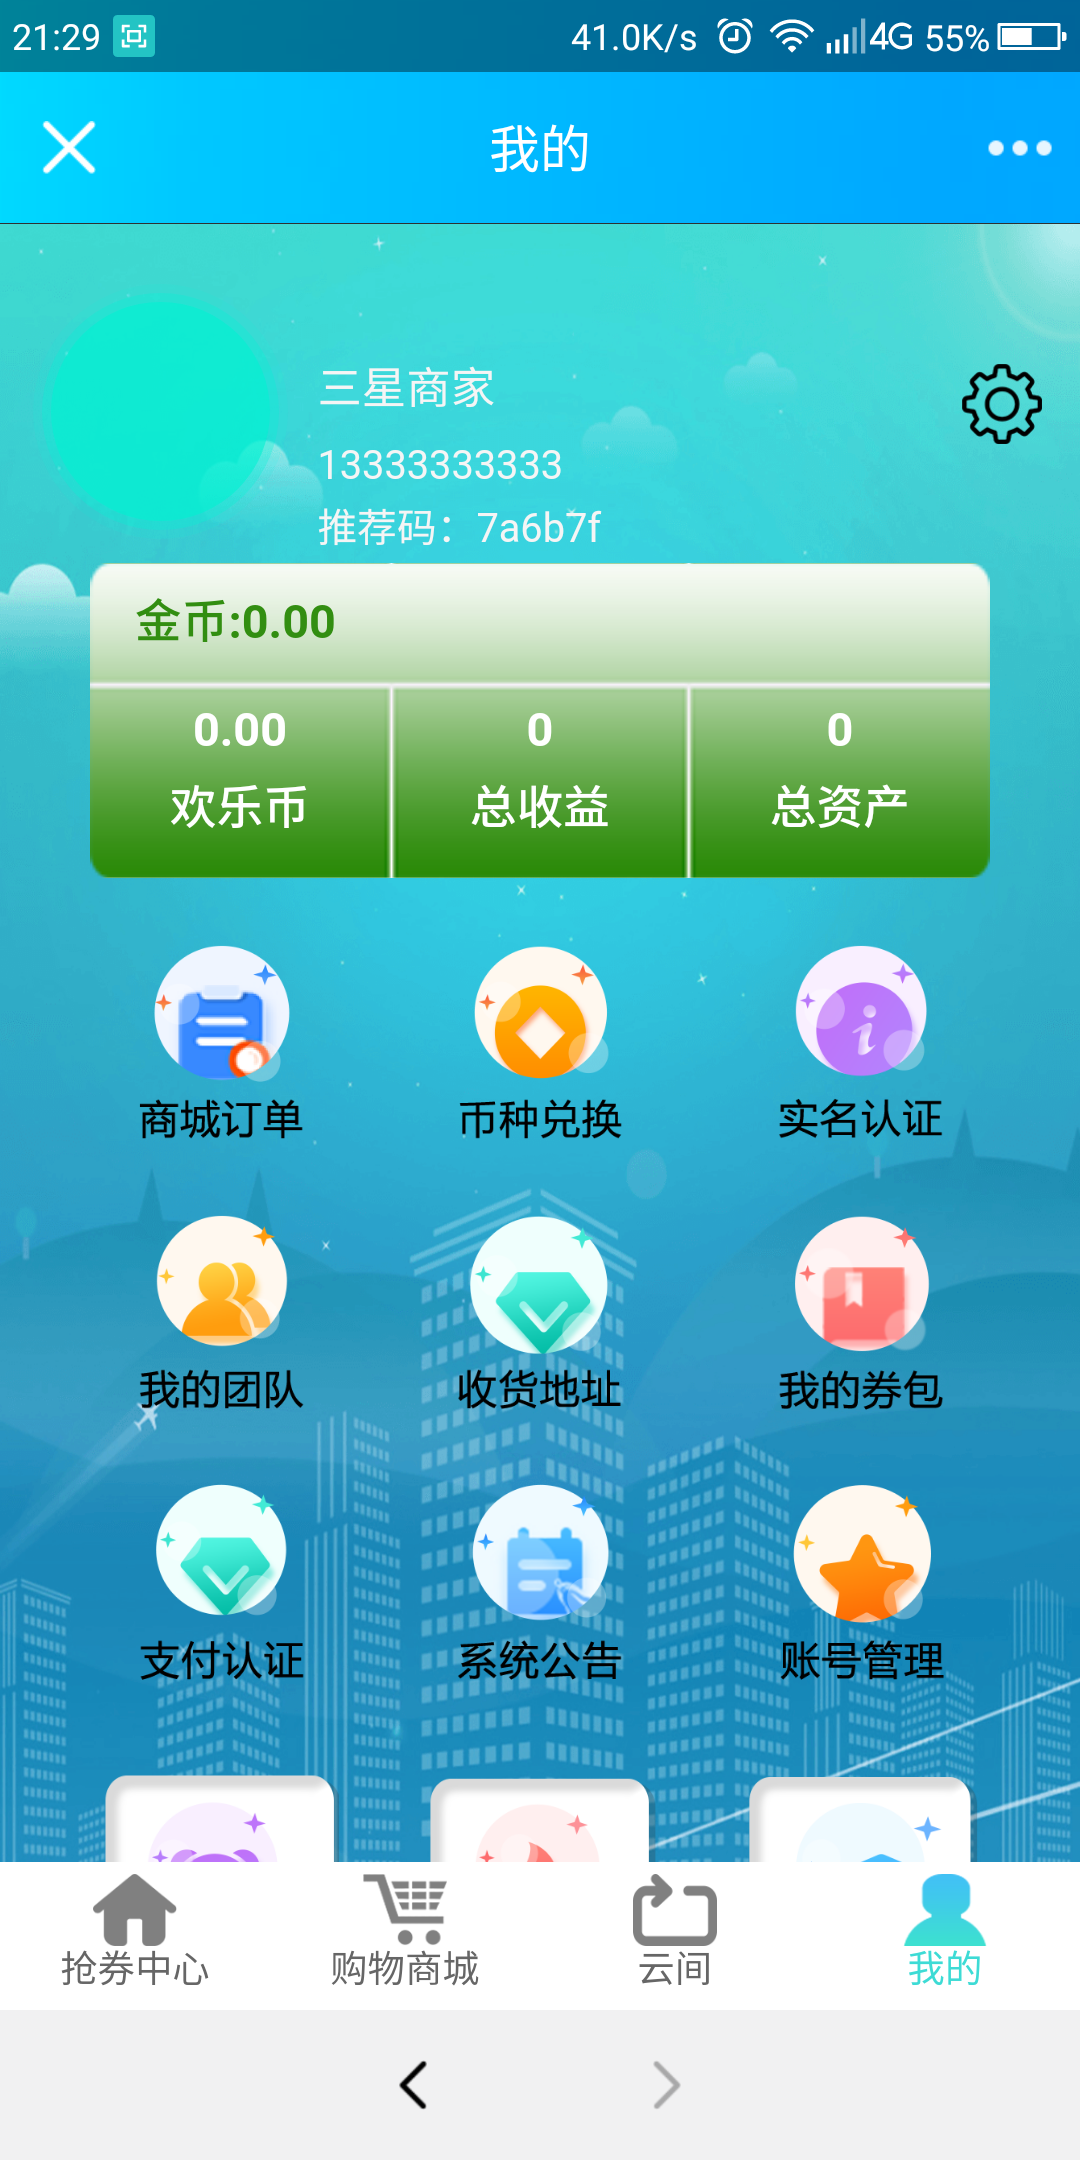 21:29 41.0K/s 4G 55%
我的
三星商家
13333333333
推荐码：7a6b7f
金币:0.00
0.00 0 0
欢乐币 总收益 总资产
商城订单 币种兑换 实名认证
我的团队 收货地址 我的券包
支付认证 系统公告 账号管理
抢券中心 购物商城 云间 我的